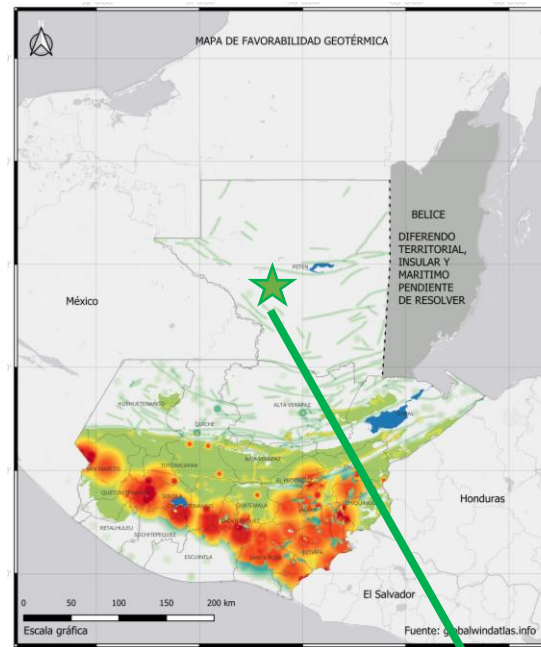 N
MAPA DE FAVORABILIDAD GEOTÉRMICA
BELICE
DIFERENDO
TERRITORIAL,
INSULAR Y
MARITIMO
PENDIENTE
DE RESOLVER
PETEN
México
HUEHUETENANGO
ALTA VERAPAZ
QUICHE
BAJA VERAPAZ
SAN MARCOS
TOTONICAPAN
EL PROGRESO
SOLOLA
GUATEMALA
CHIQUIMULA
RETALHULEU
SUCHITEPEQUEZ
ESCUINTLA
SANTA ROSA
JUTIAPA
Honduras
El Salvador
0 50 100 150 200 km
Escala gráfica
Fuente: globalwindatlas.info